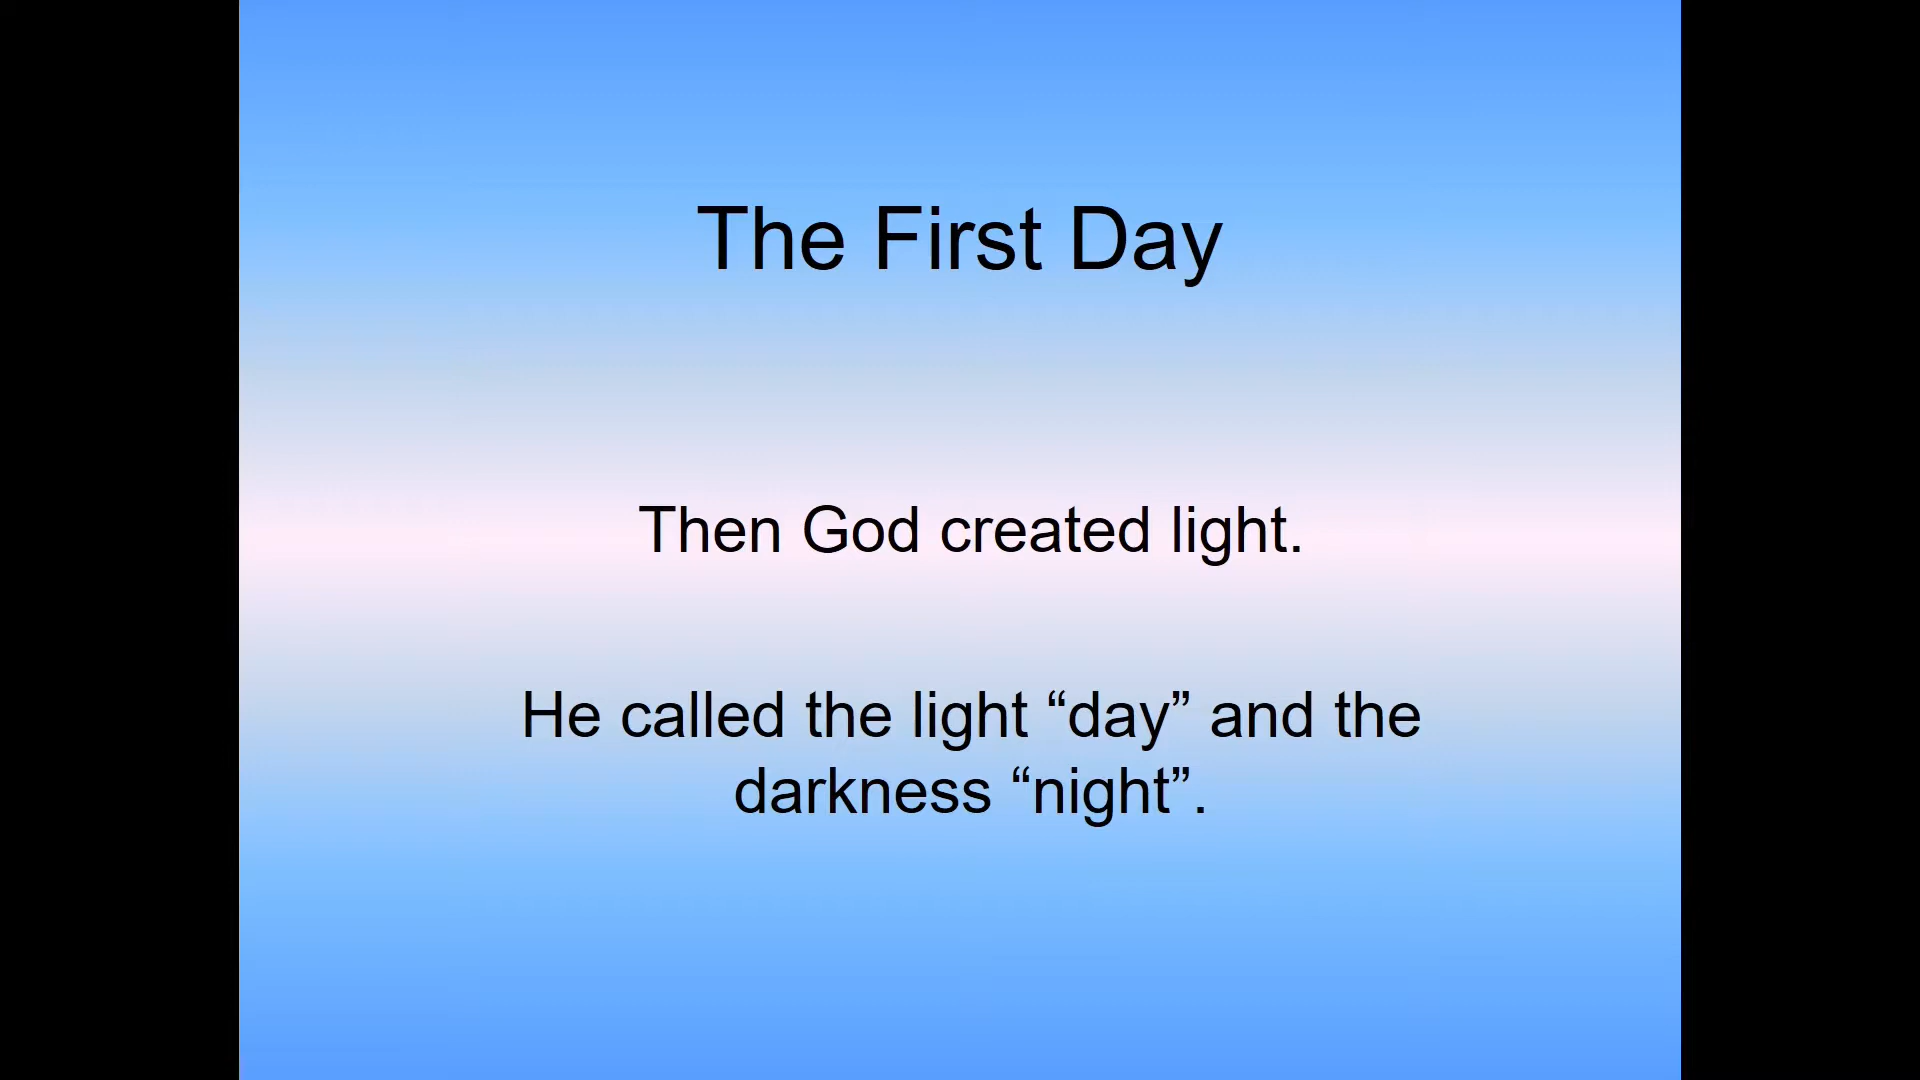 The First Day
Then God created light.
He called the light “day” and the
darkness “night”.